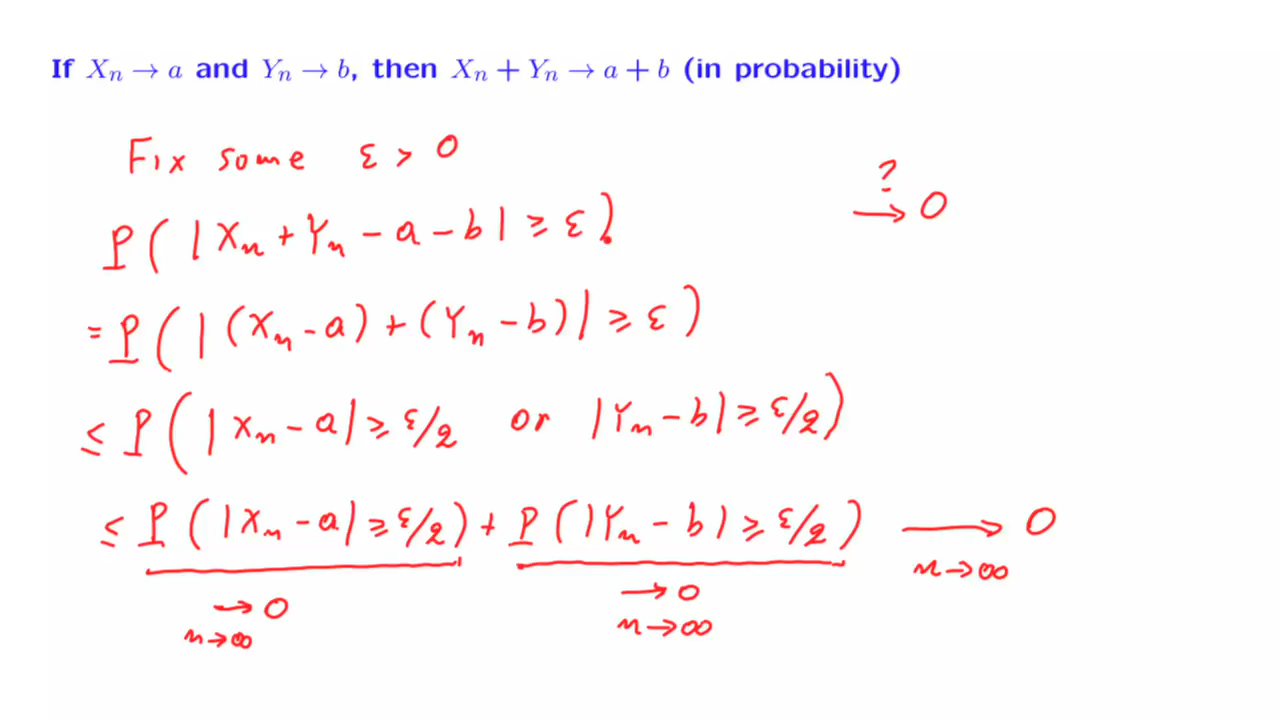 If Xₙ → a and Yₙ → b, then Xₙ + Yₙ → a + b (in probability)
Fix some ε > 0
?
P( |Xₙ + Yₙ - a - b| ≥ ε) → 0
= P( |(Xₙ - a) + (Yₙ - b)| ≥ ε )
≤ P( |Xₙ - a| ≥ ε/2 or |Yₙ - b| ≥ ε/2 )
≤ P( |Xₙ - a| ≥ ε/2 ) + P( |Yₙ - b| ≥ ε/2 ) → 0
n→∞
→ 0 → 0
n→∞ n→∞